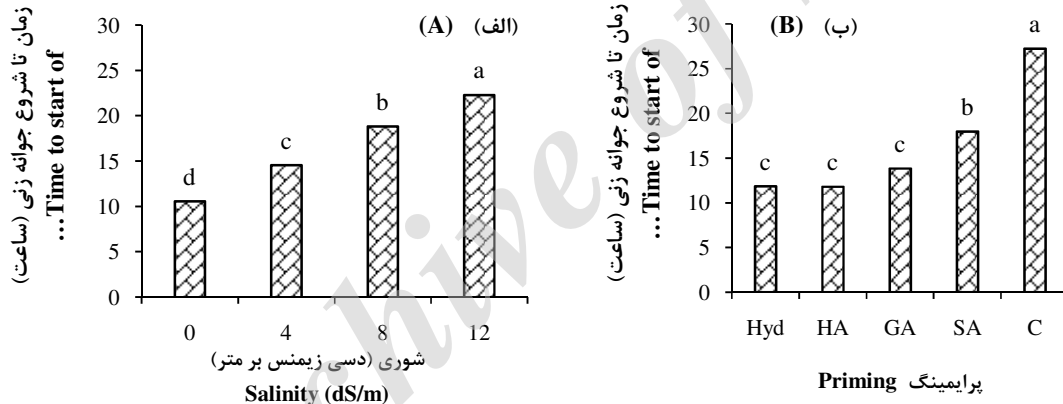 زمان تا شروع جوانه زنی (ساعت)
...Time to start of
(A) (الف)
30
25
20
15
10
5
0
d
c
b
a
0 4 8 12
شوری (دسی زیمنس بر متر)
Salinity (dS/m)
زمان تا شروع جوانه زنی (ساعت)
...Time to start of
(B) (ب)
30
25
20
15
10
5
0
c
c
c
b
a
Hyd HA GA SA C
پرایمینگ Priming
chive of